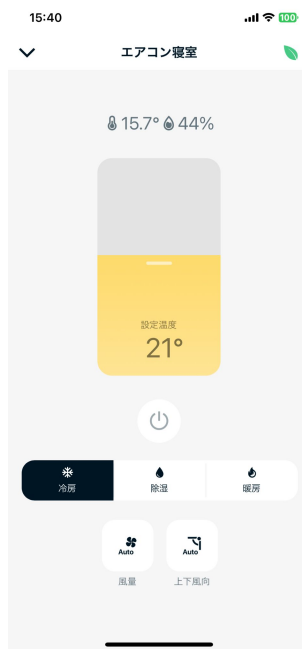 15:40
100
エアコン寝室
15.7° 44%
設定温度
21°
冷房
除湿
暖房
Auto
Auto
風量
上下風向